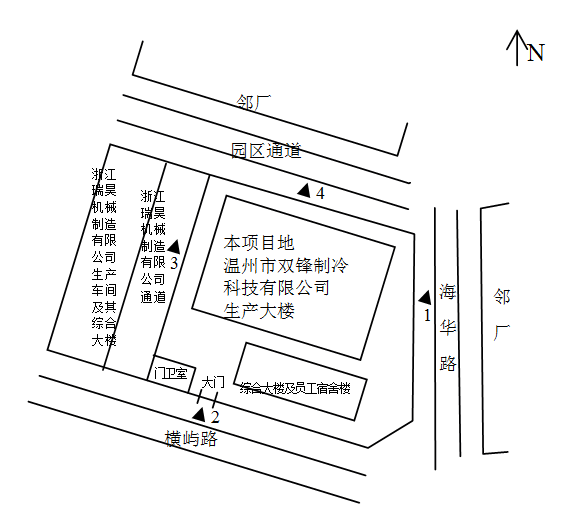 N
邻厂
园区通道
浙江
瑞昊
机械
制造
有限
公司
生产
车间
及其
综合
大楼
浙江
瑞昊
机械
制造
有限
公司
通道
4
3
本项目地
温州市双锋制冷
科技有限公司
生产大楼
1
海华路
邻厂
门卫室
大门
综合大楼及员工宿舍楼
2
横屿路